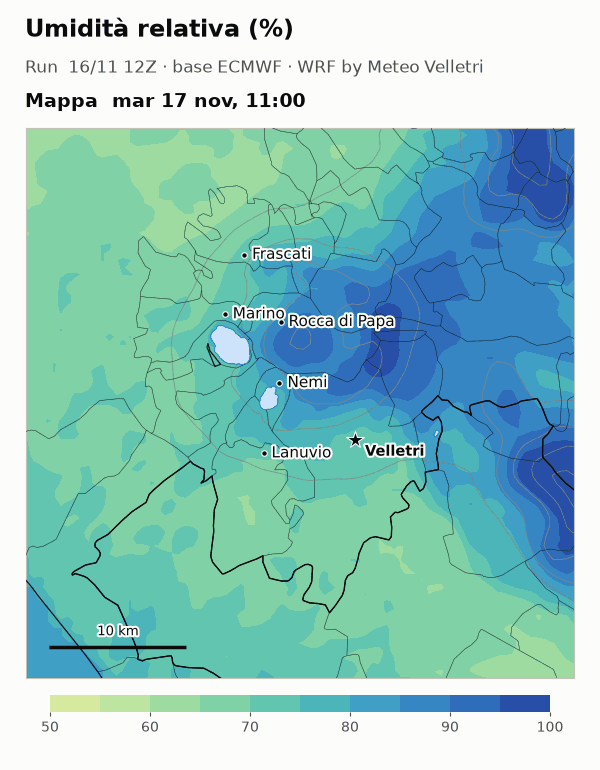 Umidità relativa (%)
Run  16/11 12Z · base ECMWF · WRF by Meteo Velletri
Mappa  mar 17 nov, 11:00
Frascati
Marino
Rocca di Papa
Nemi
Velletri
Lanuvio
10 km
50 60 70 80 90 100